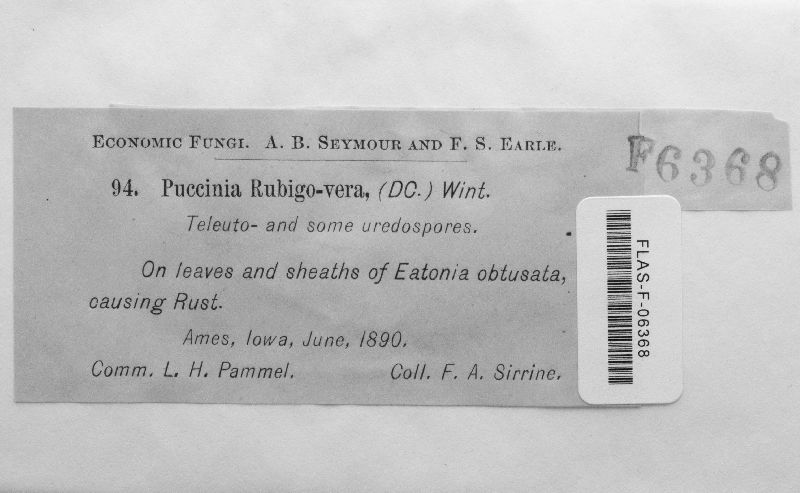 ECONOMIC FUNGI. A. B. SEYMOUR AND F. S. EARLE.
F6368
94. Puccinia Rubigo-vera, (DC.) Wint.
Teleuto- and some uredospores.
On leaves and sheaths of Eatonia obtusata,
causing Rust.
Ames, Iowa, June, 1890.
Comm. L. H. Pammel. Coll. F. A. Sirrine.
FLAS-F-06368